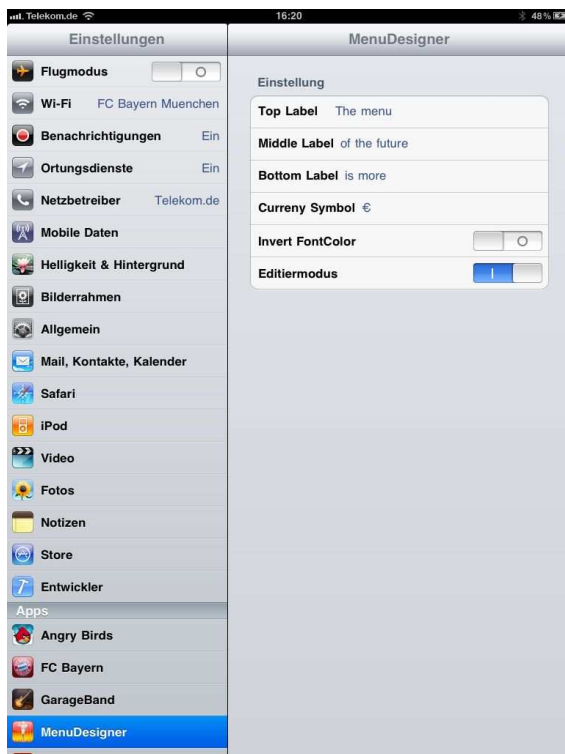 Telekom.de
16:20
48%
Einstellungen
MenuDesigner
Flugmodus
Wi-Fi FC Bayern Muenchen
Benachrichtigungen Ein
Ortungsdienste Ein
Netzbetreiber Telekom.de
Mobile Daten
Helligkeit & Hintergrund
Bilderrahmen
Allgemein
Mail, Kontakte, Kalender
Safari
iPod
Video
Fotos
Notizen
Store
Entwickler
Apps
Angry Birds
FC Bayern
GarageBand
MenuDesigner
Einstellung
Top Label The menu
Middle Label of the future
Bottom Label is more
Curreny Symbol €
Invert FontColor
Editiermodus